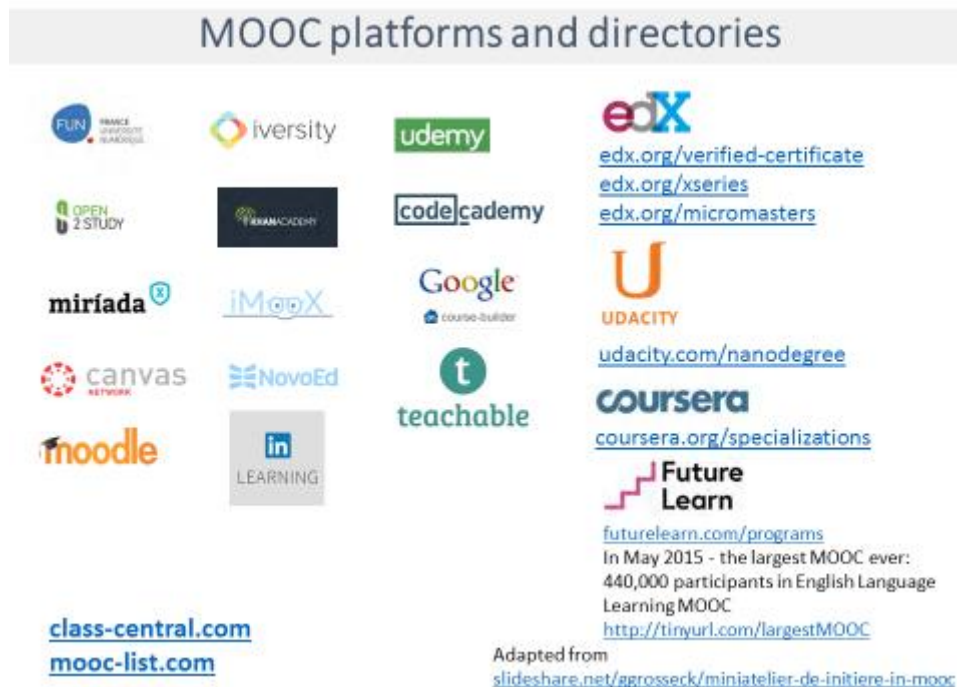 MOOC platforms and directories
FUN
FRANCE
UNIVERSITÉ
NUMÉRIQUE
iversity
udemy
OPEN
2 STUDY
KHANACADEMY
codecademy
miríada X
iMooX
Google
course-builder
canvas
NETWORK
NovoEd
t
teachable
moodle
in
LEARNING
edX
edx.org/verified-certificate
edx.org/xseries
edx.org/micromasters
U
UDACITY
udacity.com/nanodegree
coursera
coursera.org/specializations
Future
Learn
futurelearn.com/programs
In May 2015 - the largest MOOC ever:
440,000 participants in English Language
Learning MOOC
http://tinyurl.com/largestMOOC
class-central.com
mooc-list.com
Adapted from
slideshare.net/ggrosseck/miniatelier-de-initiere-in-mooc